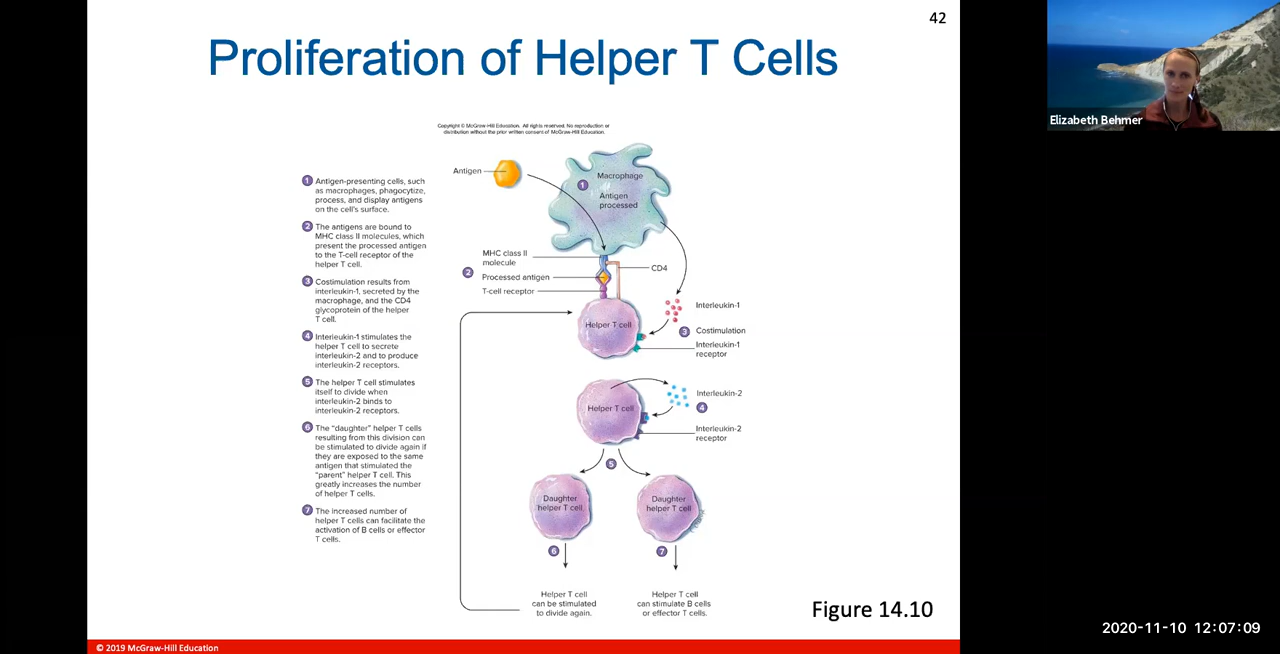 42
Proliferation of Helper T Cells
Elizabeth Behmer
Copyright © McGraw-Hill Education. All rights reserved. No reproduction or
distribution without the prior written consent of McGraw-Hill Education.
1 Antigen-presenting cells, such
as macrophages, phagocytize,
process, and display antigens
on the cell's surface.
2 The antigens are bound to
MHC class II molecules, which
present the processed antigen
to the T-cell receptor of the
helper T cell.
3 Costimulation results from
interleukin-1, secreted by the
macrophage, and the CD4
glycoprotein of the helper
T cell.
4 Interleukin-1 stimulates the
helper T cell to secrete
interleukin-2 and to produce
interleukin-2 receptors.
5 The helper T cell stimulates
itself to divide when
interleukin-2 binds to
interleukin-2 receptors.
6 The "daughter" helper T cells
resulting from this division can
be stimulated to divide again if
they are exposed to the same
antigen that stimulated the
"parent" helper T cell. This
greatly increases the number
of helper T cells.
7 The increased number of
helper T cells can facilitate the
activation of B cells or effector
T cells.
Antigen
Macrophage
1
Antigen
processed
MHC class II
molecule
2
Processed antigen
T-cell receptor
CD4
Interleukin-1
Helper T cell
3 Costimulation
Interleukin-1
receptor
Interleukin-2
4
Helper T cell
Interleukin-2
receptor
5
Daughter
helper T cell
Daughter
helper T cell
6
7
Helper T cell
can be stimulated
to divide again.
Helper T cell
can stimulate B cells
or effector T cells.
Figure 14.10
2020-11-10 12:07:09
© 2019 McGraw-Hill Education